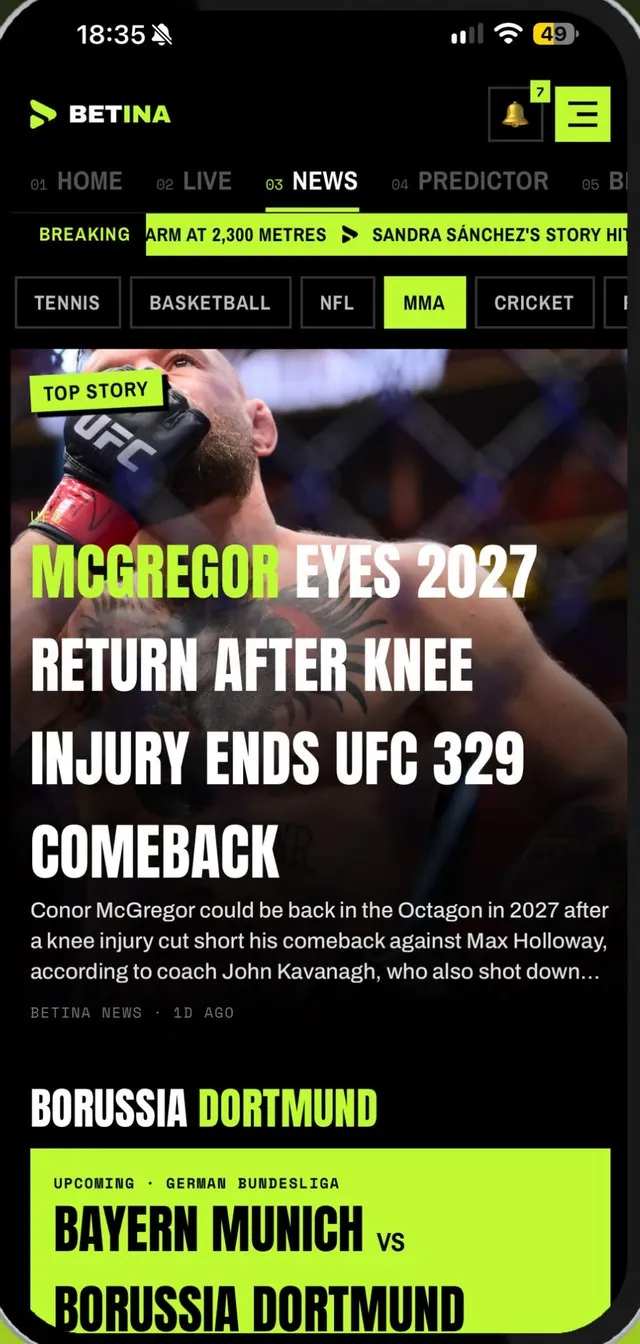 18:35
49
BETINA
7
01 HOME 02 LIVE 03 NEWS 04 PREDICTOR 05
BREAKING ARM AT 2,300 METRES SANDRA SÁNCHEZ'S STORY HIT
TENNIS BASKETBALL NFL MMA CRICKET
TOP STORY
UFC
MCGREGOR EYES 2027
RETURN AFTER KNEE
INJURY ENDS UFC 329
COMEBACK
Conor McGregor could be back in the Octagon in 2027 after
a knee injury cut short his comeback against Max Holloway,
according to coach John Kavanagh, who also shot down...
BETINA NEWS · 1D AGO
BORUSSIA DORTMUND
UPCOMING · GERMAN BUNDESLIGA
BAYERN MUNICH VS
BORUSSIA DORTMUND